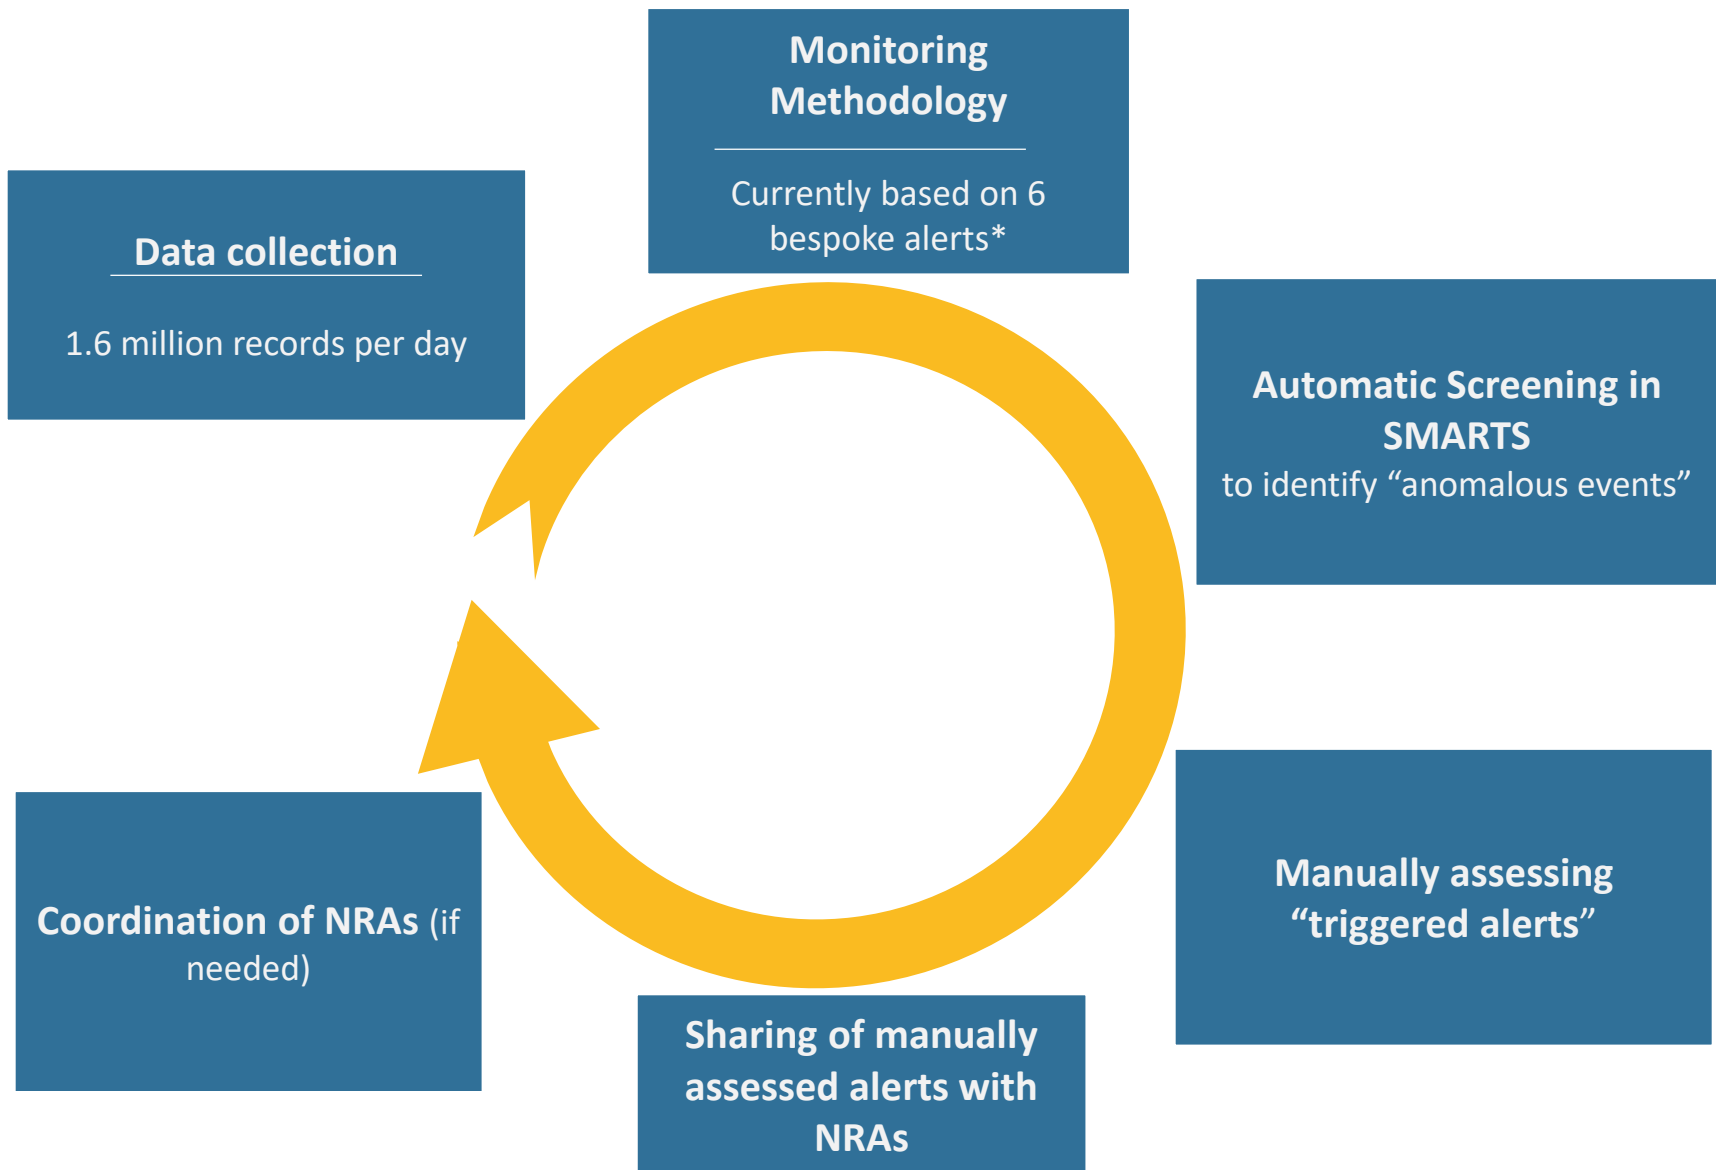 Monitoring
Methodology
Currently based on 6
bespoke alerts*
Data collection
1.6 million records per day
Automatic Screening in
SMARTS
to identify “anomalous events”
Manually assessing
“triggered alerts”
Sharing of manually
assessed alerts with
NRAs
Coordination of NRAs (if
needed)